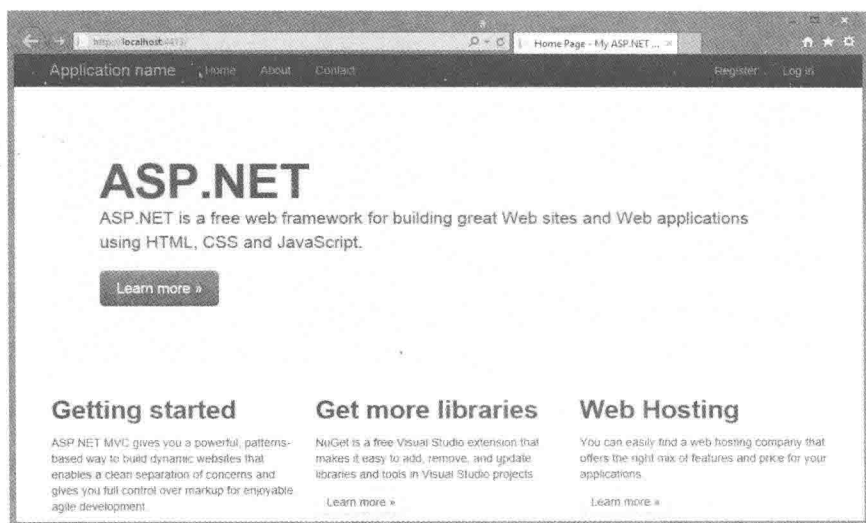 http://localhost:4415/
Home Page - My ASP.NET ...
Application name Home About Contact Register Log in
ASP.NET
ASP.NET is a free web framework for building great Web sites and Web applications
using HTML, CSS and JavaScript.
Learn more »
Getting started
ASP.NET MVC gives you a powerful, patterns-
based way to build dynamic websites that
enables a clean separation of concerns and
gives you full control over markup for enjoyable
agile development.
Get more libraries
NuGet is a free Visual Studio extension that
makes it easy to add, remove, and update
libraries and tools in Visual Studio projects.
Learn more »
Web Hosting
You can easily find a web hosting company that
offers the right mix of features and price for your
applications.
Learn more »